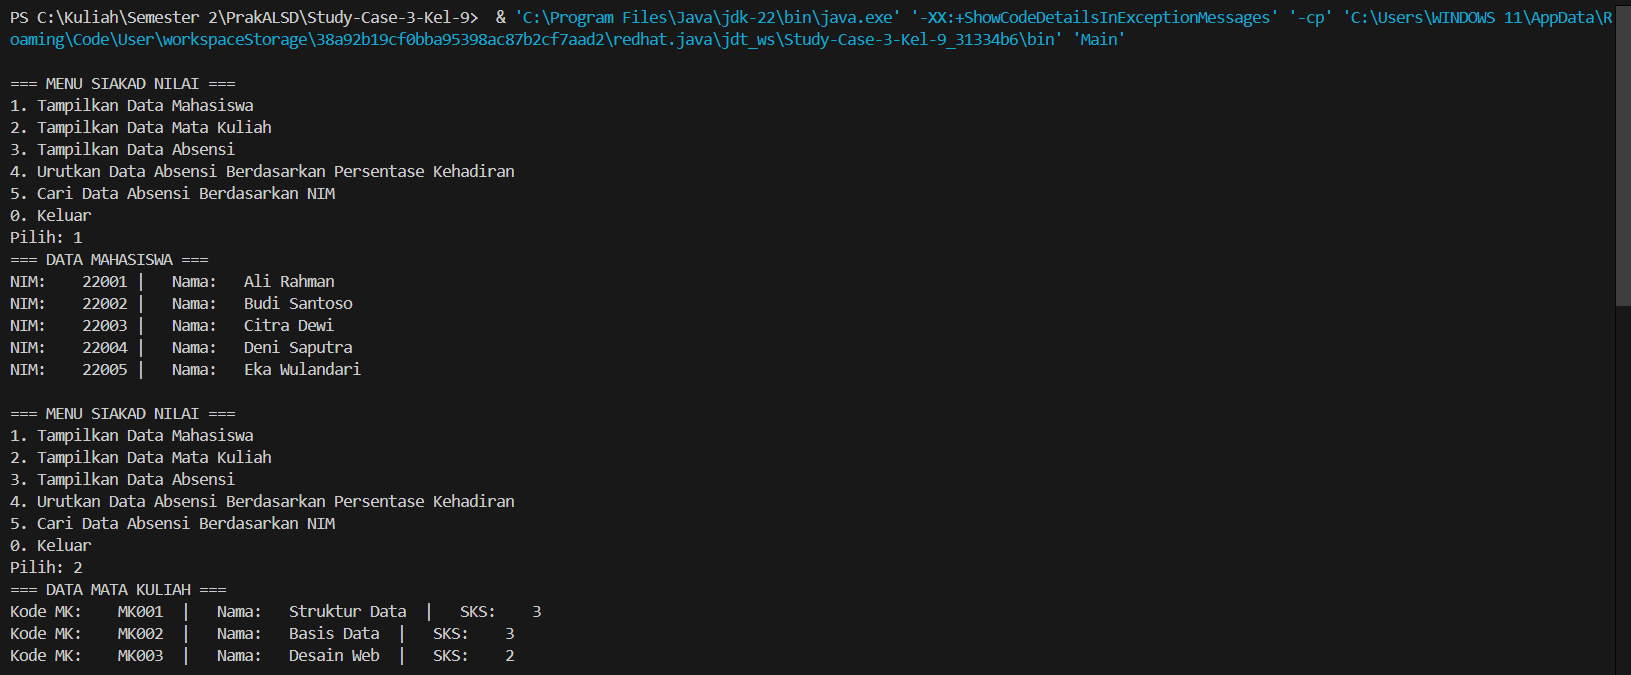 PS C:\Kuliah\Semester 2\PrakALSD\Study-Case-3-Kel-9>  & 'C:\Program Files\Java\jdk-22\bin\java.exe' '-XX:+ShowCodeDetailsInExceptionMessages' '-cp' 'C:\Users\WINDOWS 11\AppData\R
oaming\Code\User\workspaceStorage\38a92b19cf0bba95398ac87b2cf7aad2\redhat.java\jdt_ws\Study-Case-3-Kel-9_31334b6\bin' 'Main'
=== MENU SIAKAD NILAI ===
1. Tampilkan Data Mahasiswa
2. Tampilkan Data Mata Kuliah
3. Tampilkan Data Absensi
4. Urutkan Data Absensi Berdasarkan Persentase Kehadiran
5. Cari Data Absensi Berdasarkan NIM
0. Keluar
Pilih: 1
=== DATA MAHASISWA ===
NIM:    22001 |   Nama:   Ali Rahman
NIM:    22002 |   Nama:   Budi Santoso
NIM:    22003 |   Nama:   Citra Dewi
NIM:    22004 |   Nama:   Deni Saputra
NIM:    22005 |   Nama:   Eka Wulandari
=== MENU SIAKAD NILAI ===
1. Tampilkan Data Mahasiswa
2. Tampilkan Data Mata Kuliah
3. Tampilkan Data Absensi
4. Urutkan Data Absensi Berdasarkan Persentase Kehadiran
5. Cari Data Absensi Berdasarkan NIM
0. Keluar
Pilih: 2
=== DATA MATA KULIAH ===
Kode MK:    MK001  |   Nama:   Struktur Data  |   SKS:    3
Kode MK:    MK002  |   Nama:   Basis Data  |   SKS:    3
Kode MK:    MK003  |   Nama:   Desain Web  |   SKS:    2